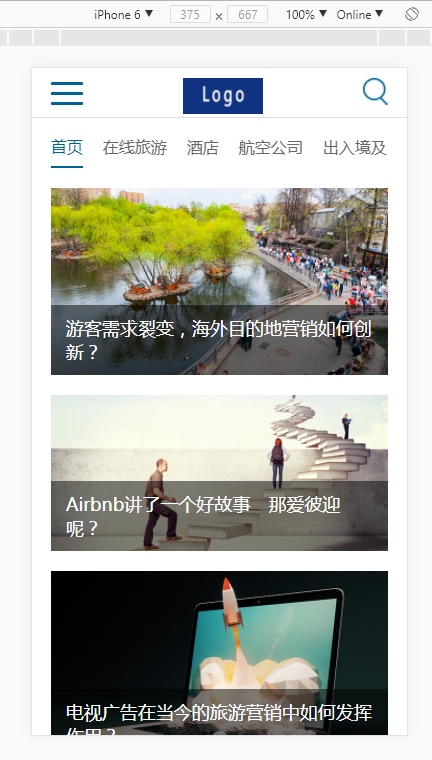 iPhone 6 ▼ 375 × 667 100% ▼ Online ▼
Logo
首页 在线旅游 酒店 航空公司 出入境及
游客需求裂变，海外目的地营销如何创
新？
Airbnb讲了一个好故事 那爱彼迎
呢？
电视广告在当今的旅游营销中如何发挥
作用？